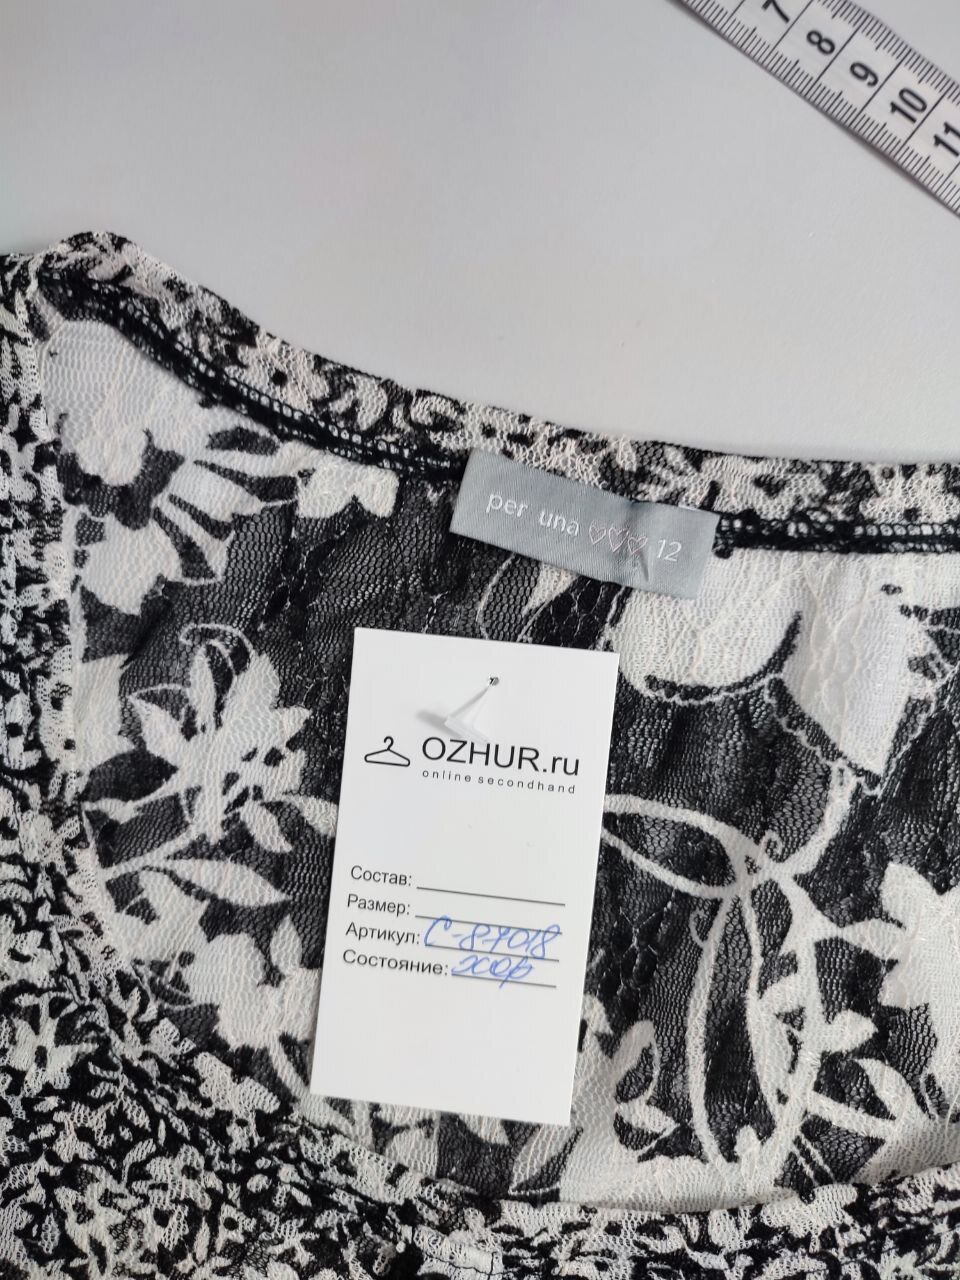 7
8
9
10
11
per una ♡♡♡ 12
OZHUR.ru
online secondhand
Состав:
Размер:
Артикул: С-87018
Состояние: хор